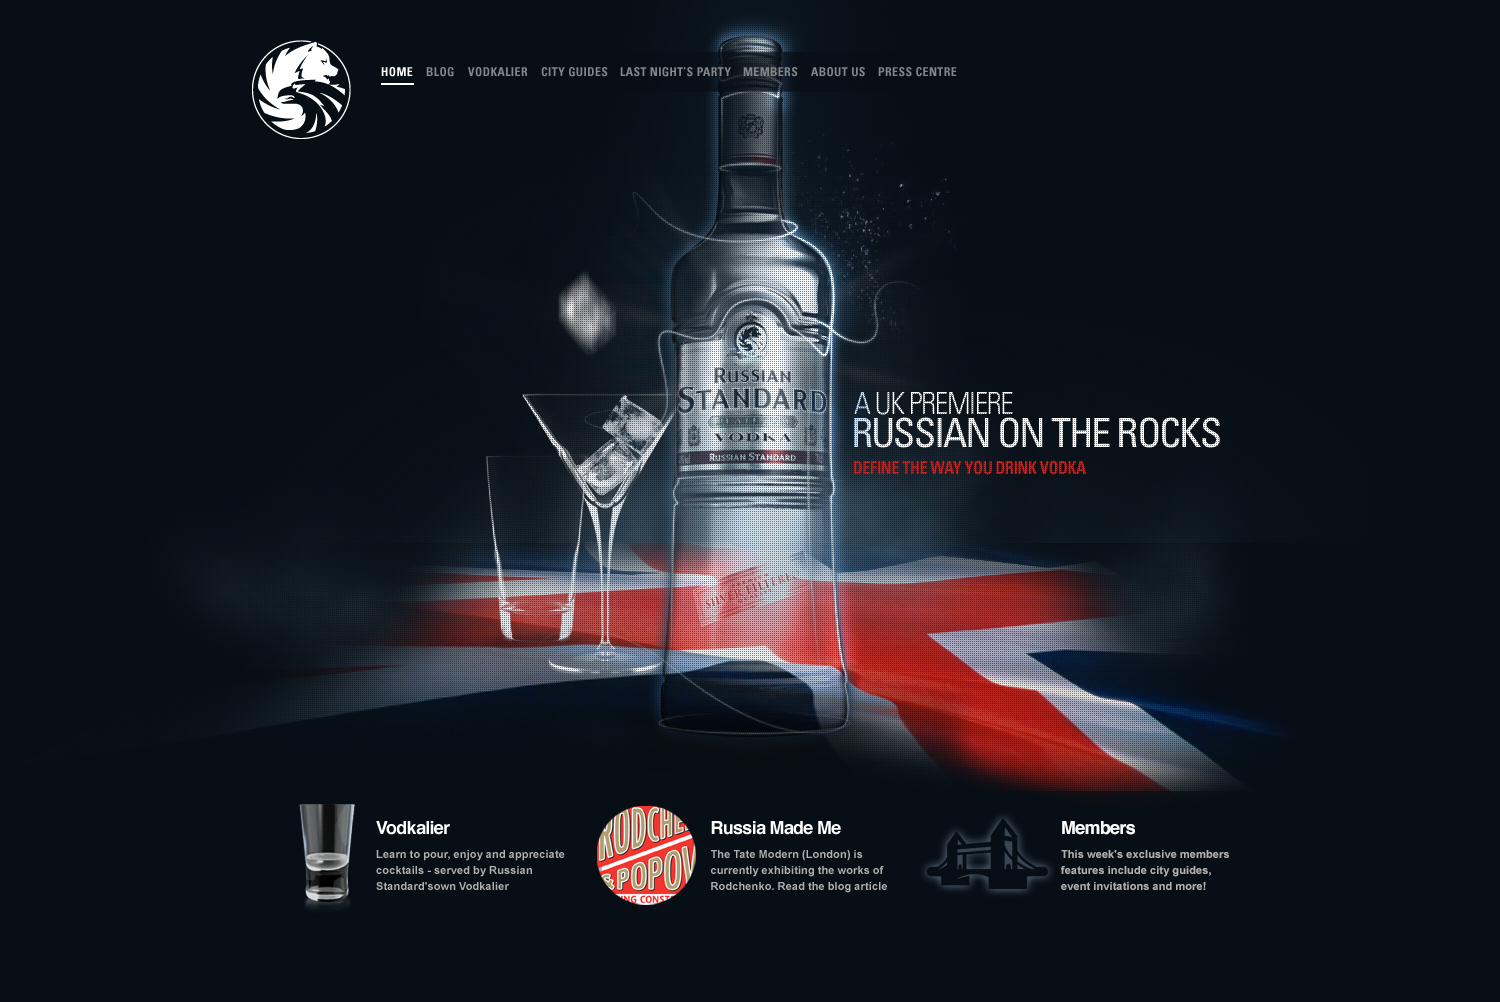 HOME BLOG VODKALIER CITY GUIDES LAST NIGHT'S PARTY MEMBERS ABOUT US PRESS CENTRE
RUSSIAN
STANDARD
VODKA
RUSSIAN STANDARD
A UK PREMIERE
RUSSIAN ON THE ROCKS
DEFINE THE WAY YOU DRINK VODKA
SILVER FILTERED
Vodkalier
Learn to pour, enjoy and appreciate
cocktails - served by Russian
Standard'sown Vodkalier
RODCHE
& POPOV
NG CONST
Russia Made Me
The Tate Modern (London) is
currently exhibiting the works of
Rodchenko. Read the blog article
Members
This week's exclusive members
features include city guides,
event invitations and more!